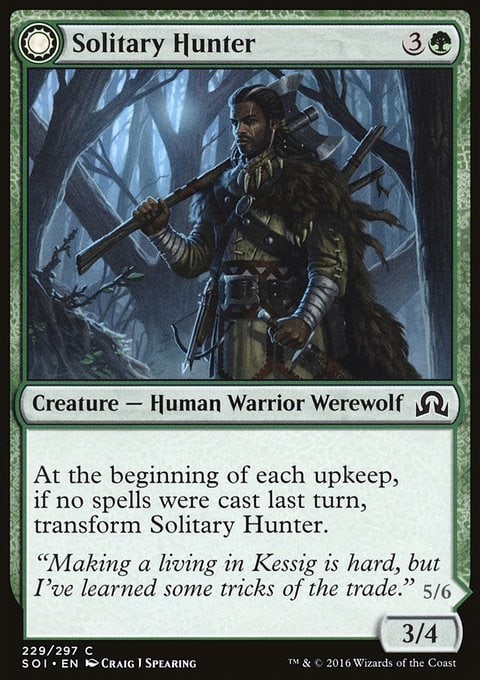 Solitary Hunter 3
Creature — Human Warrior Werewolf
At the beginning of each upkeep,
if no spells were cast last turn,
transform Solitary Hunter.
“Making a living in Kessig is hard, but
I’ve learned some tricks of the trade.”
5/6
3/4
229/297 C
SOI • EN Craig J Spearing
™ & © 2016 Wizards of the Coast